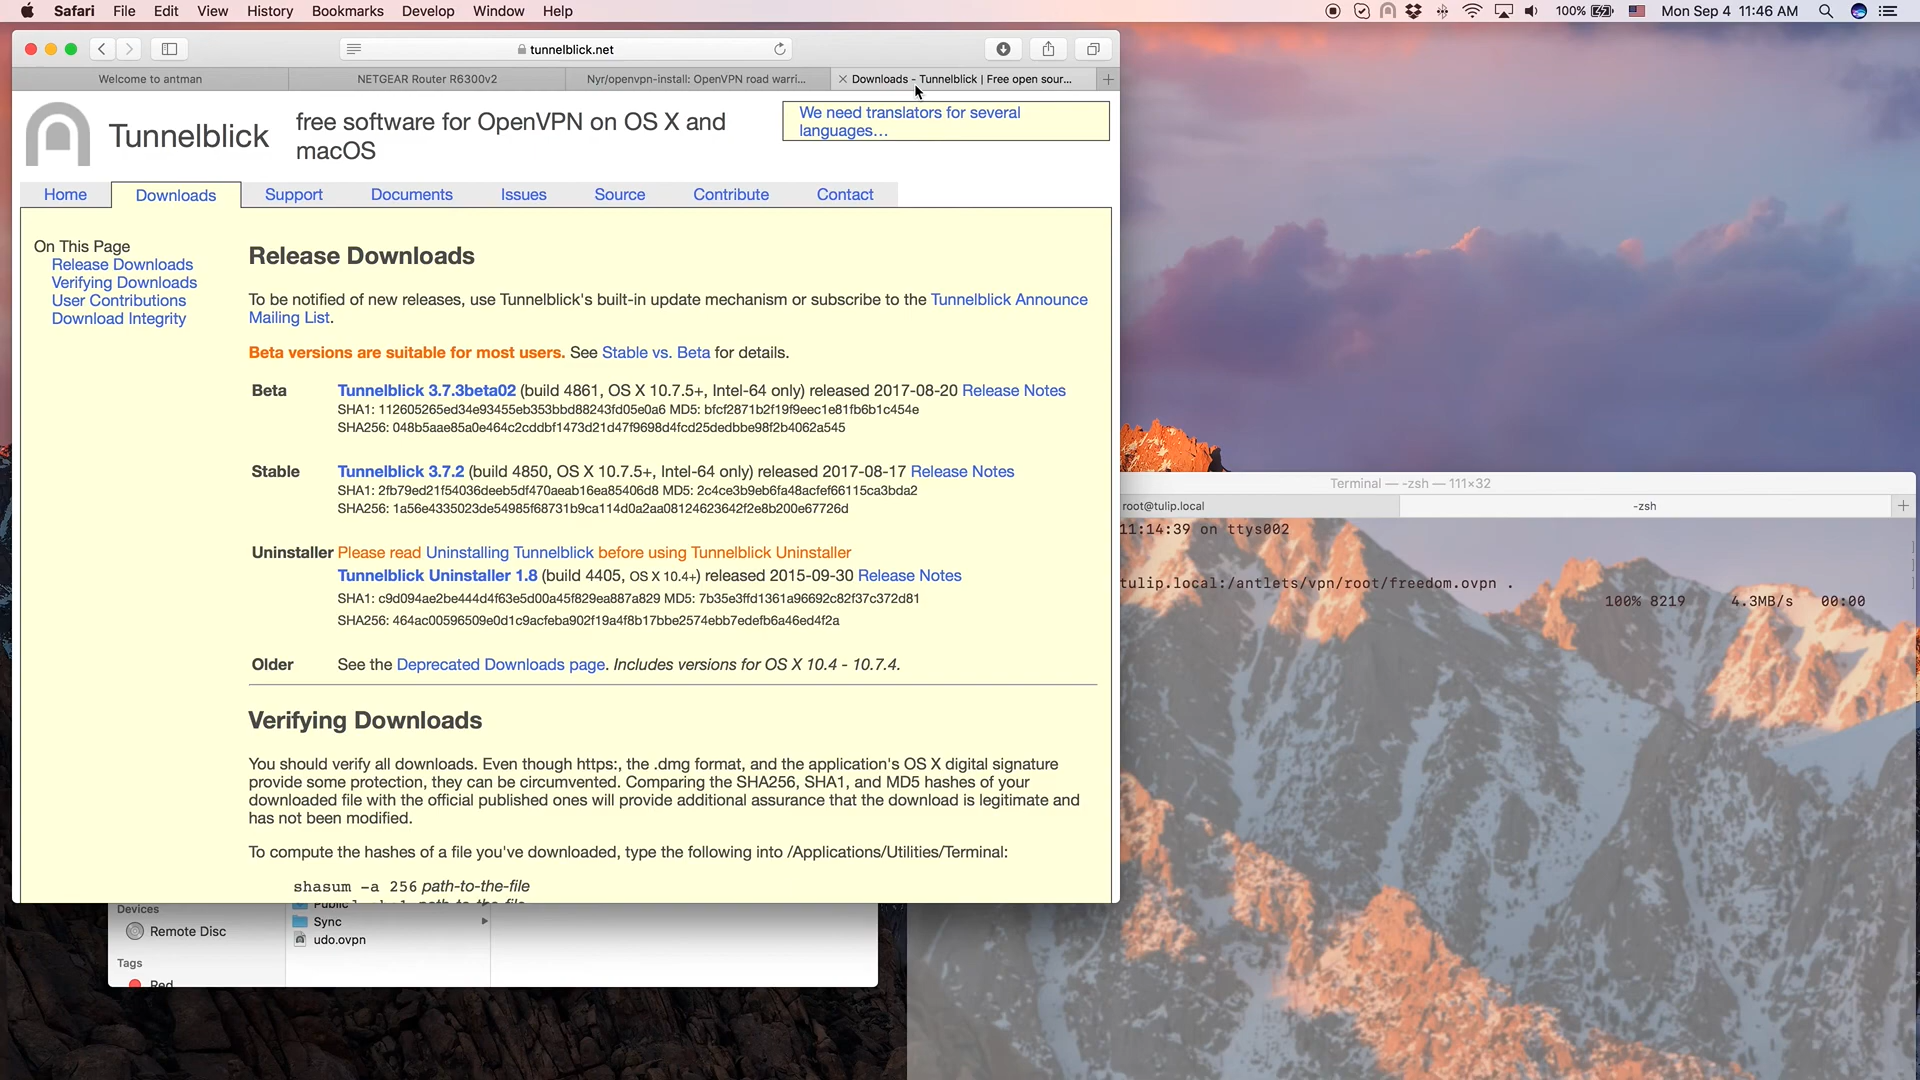 Safari File Edit View History Bookmarks Develop Window Help
100% Mon Sep 4 11:46 AM
tunnelblick.net
Welcome to antman
NETGEAR Router R6300v2
Nyr/openvpn-install: OpenVPN road warri...
Downloads - Tunnelblick | Free open sour...
Tunnelblick
free software for OpenVPN on OS X and
macOS
We need translators for several
languages…
Home Downloads Support Documents Issues Source Contribute Contact
On This Page
Release Downloads
Verifying Downloads
User Contributions
Download Integrity
Release Downloads
To be notified of new releases, use Tunnelblick's built-in update mechanism or subscribe to the Tunnelblick Announce
Mailing List.
Beta versions are suitable for most users. See Stable vs. Beta for details.
Beta Tunnelblick 3.7.3beta02 (build 4861, OS X 10.7.5+, Intel-64 only) released 2017-08-20 Release Notes
SHA1: 112605265ed34e93455eb353bbd88243fd05e0a6 MD5: bfcf2871b2f19f9eec1e81fb6b1c454e
SHA256: 048b5aae85a0e464c2cddbf1473d21d47f9698d4fcd25dedbbe98f2b4062a545
Stable Tunnelblick 3.7.2 (build 4850, OS X 10.7.5+, Intel-64 only) released 2017-08-17 Release Notes
SHA1: 2fb79ed21f54036deeb5df470aeab16ea85406d8 MD5: 2c4ce3b9eb6fa48acfef66115ca3bda2
SHA256: 1a56e4335023de54985f68731b9ca114d0a2aa08124623642f2e8b200e67726d
Uninstaller Please read Uninstalling Tunnelblick before using Tunnelblick Uninstaller
Tunnelblick Uninstaller 1.8 (build 4405, OS X 10.4+) released 2015-09-30 Release Notes
SHA1: c9d094ae2be444d4f63e5d00a45f829ea887a829 MD5: 7b35e3ffd1361a96692c82f37c372d81
SHA256: 464ac00596509e0d1c9acfeba902f19a4f8b17bbe2574ebb7edefb6a46ed4f2a
Older See the Deprecated Downloads page. Includes versions for OS X 10.4 - 10.7.4.
Verifying Downloads
You should verify all downloads. Even though https:, the .dmg format, and the application's OS X digital signature
provide some protection, they can be circumvented. Comparing the SHA256, SHA1, and MD5 hashes of your
downloaded file with the official published ones will provide additional assurance that the download is legitimate and
has not been modified.
To compute the hashes of a file you've downloaded, type the following into /Applications/Utilities/Terminal:
shasum -a 256 path-to-the-file
Devices
Remote Disc
Tags
Red
Public
Sync
udo.ovpn
Terminal — -zsh — 111×32
root@tulip.local
-zsh
11:14:39 on ttys002
tulip.local:/antlets/vpn/root/freedom.ovpn .
100% 8219 4.3MB/s 00:00